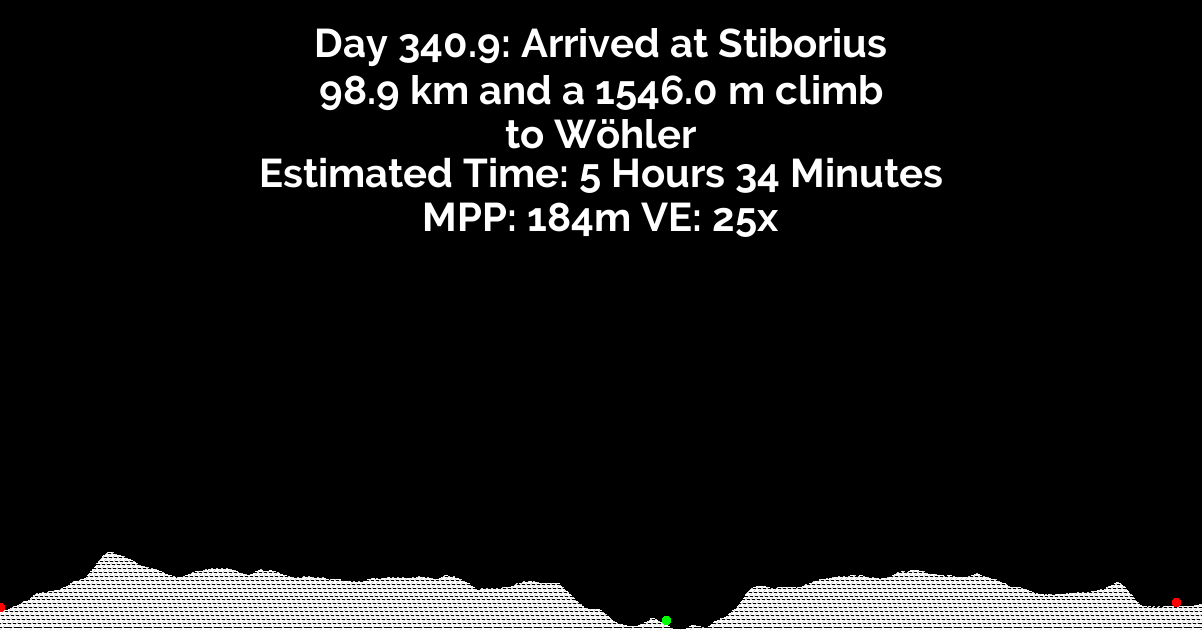 Day 340.9: Arrived at Stiborius
98.9 km and a 1546.0 m climb
to Wöhler
Estimated Time: 5 Hours 34 Minutes
MPP: 184m VE: 25x